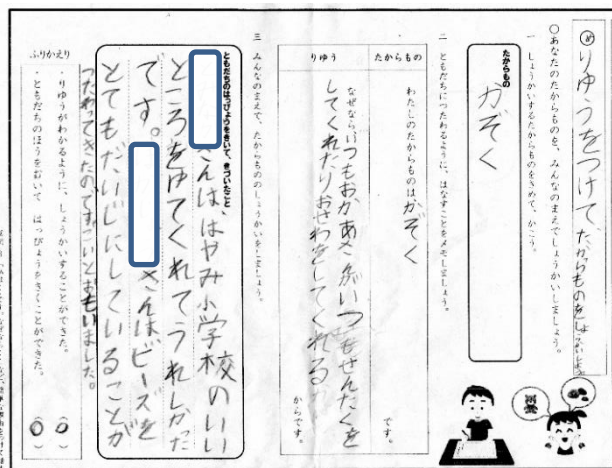 めりゆうをつけて、たからものをしょうかいしよう
○あなたのたからものを、みんなのまえでしょうかいしましょう。
一 しょうかいするたからものをきめて、かこう。
たからもの
かぞく
二 ともだちにつたわるように、はなすことをメモしましょう。
たからもの
わたしのたからものはかぞく
です。
りゆう
なぜならいつもおかあさんがいつもせんたくを
してくれたりおせわをしてくれるれ
からです。
三 みんなのまえで、たからもののしょうかいをしましょう。
ともだちのはっぴょうをきいて、きづいたこと
さんは、はやみ小学校のいい
ところをゆてくれてうれしかった
です。さんはビーズを
とてもだいじにしていることが
つたわってきたのですごいとおもいました。
ふりかえり
・りゆうがわかるように、しょうかいすることができた。
（○）
・ともだちのほうをむいて はっぴょうをきくことができた。
（○）